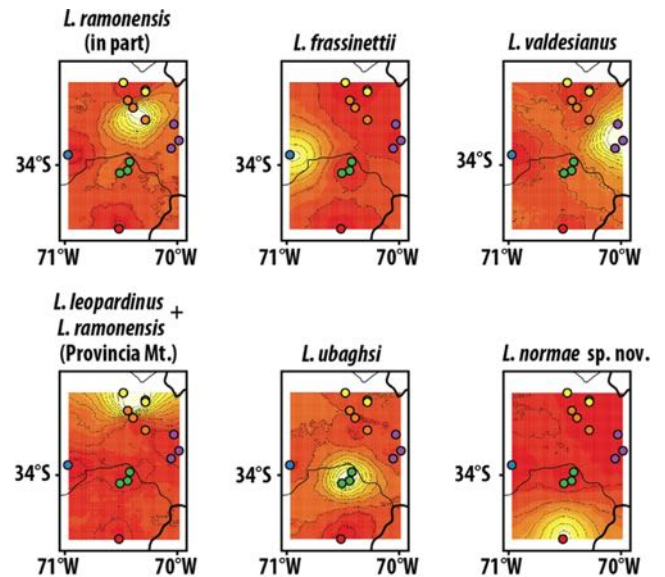 L. ramonensis
(in part)
L. frassinettii
L. valdesianus
34°S
34°S
34°S
71°W
70°W
71°W
70°W
71°W
70°W
L. leopardinus +
L. ramonensis
(Provincia Mt.)
L. ubaghsi
L. normae sp. nov.
34°S
34°S
34°S
71°W
70°W
71°W
70°W
71°W
70°W